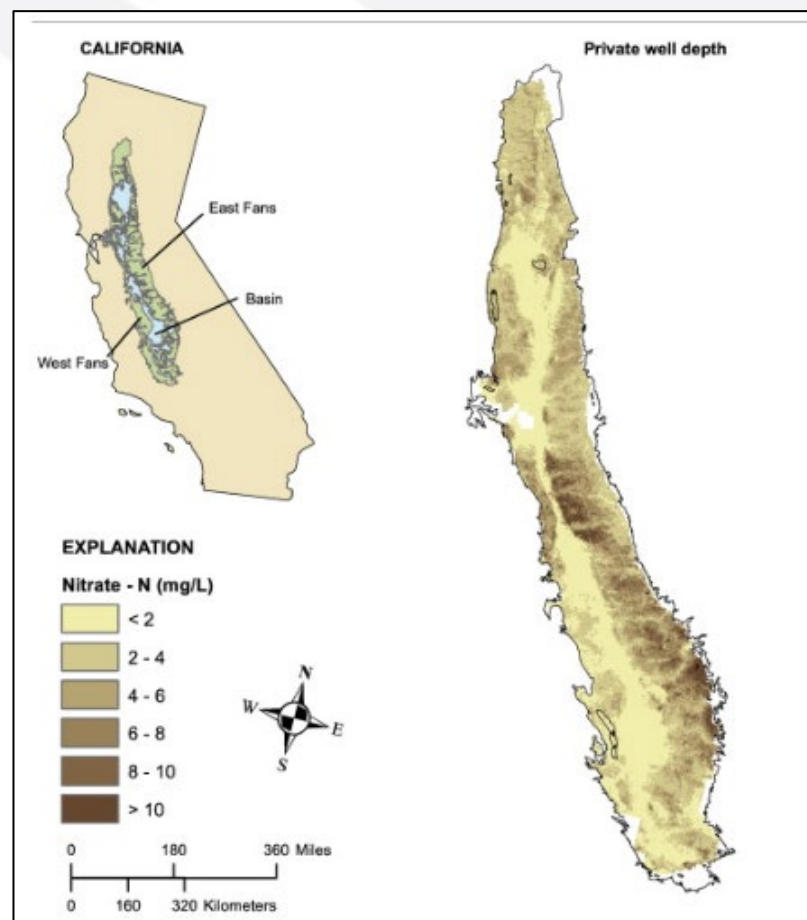 CALIFORNIA
Private well depth
East Fans
Basin
West Fans
EXPLANATION
Nitrate - N (mg/L)
< 2
2 - 4
4 - 6
6 - 8
8 - 10
> 10
N
W
E
S
0 180 360 Miles
0 160 320 Kilometers